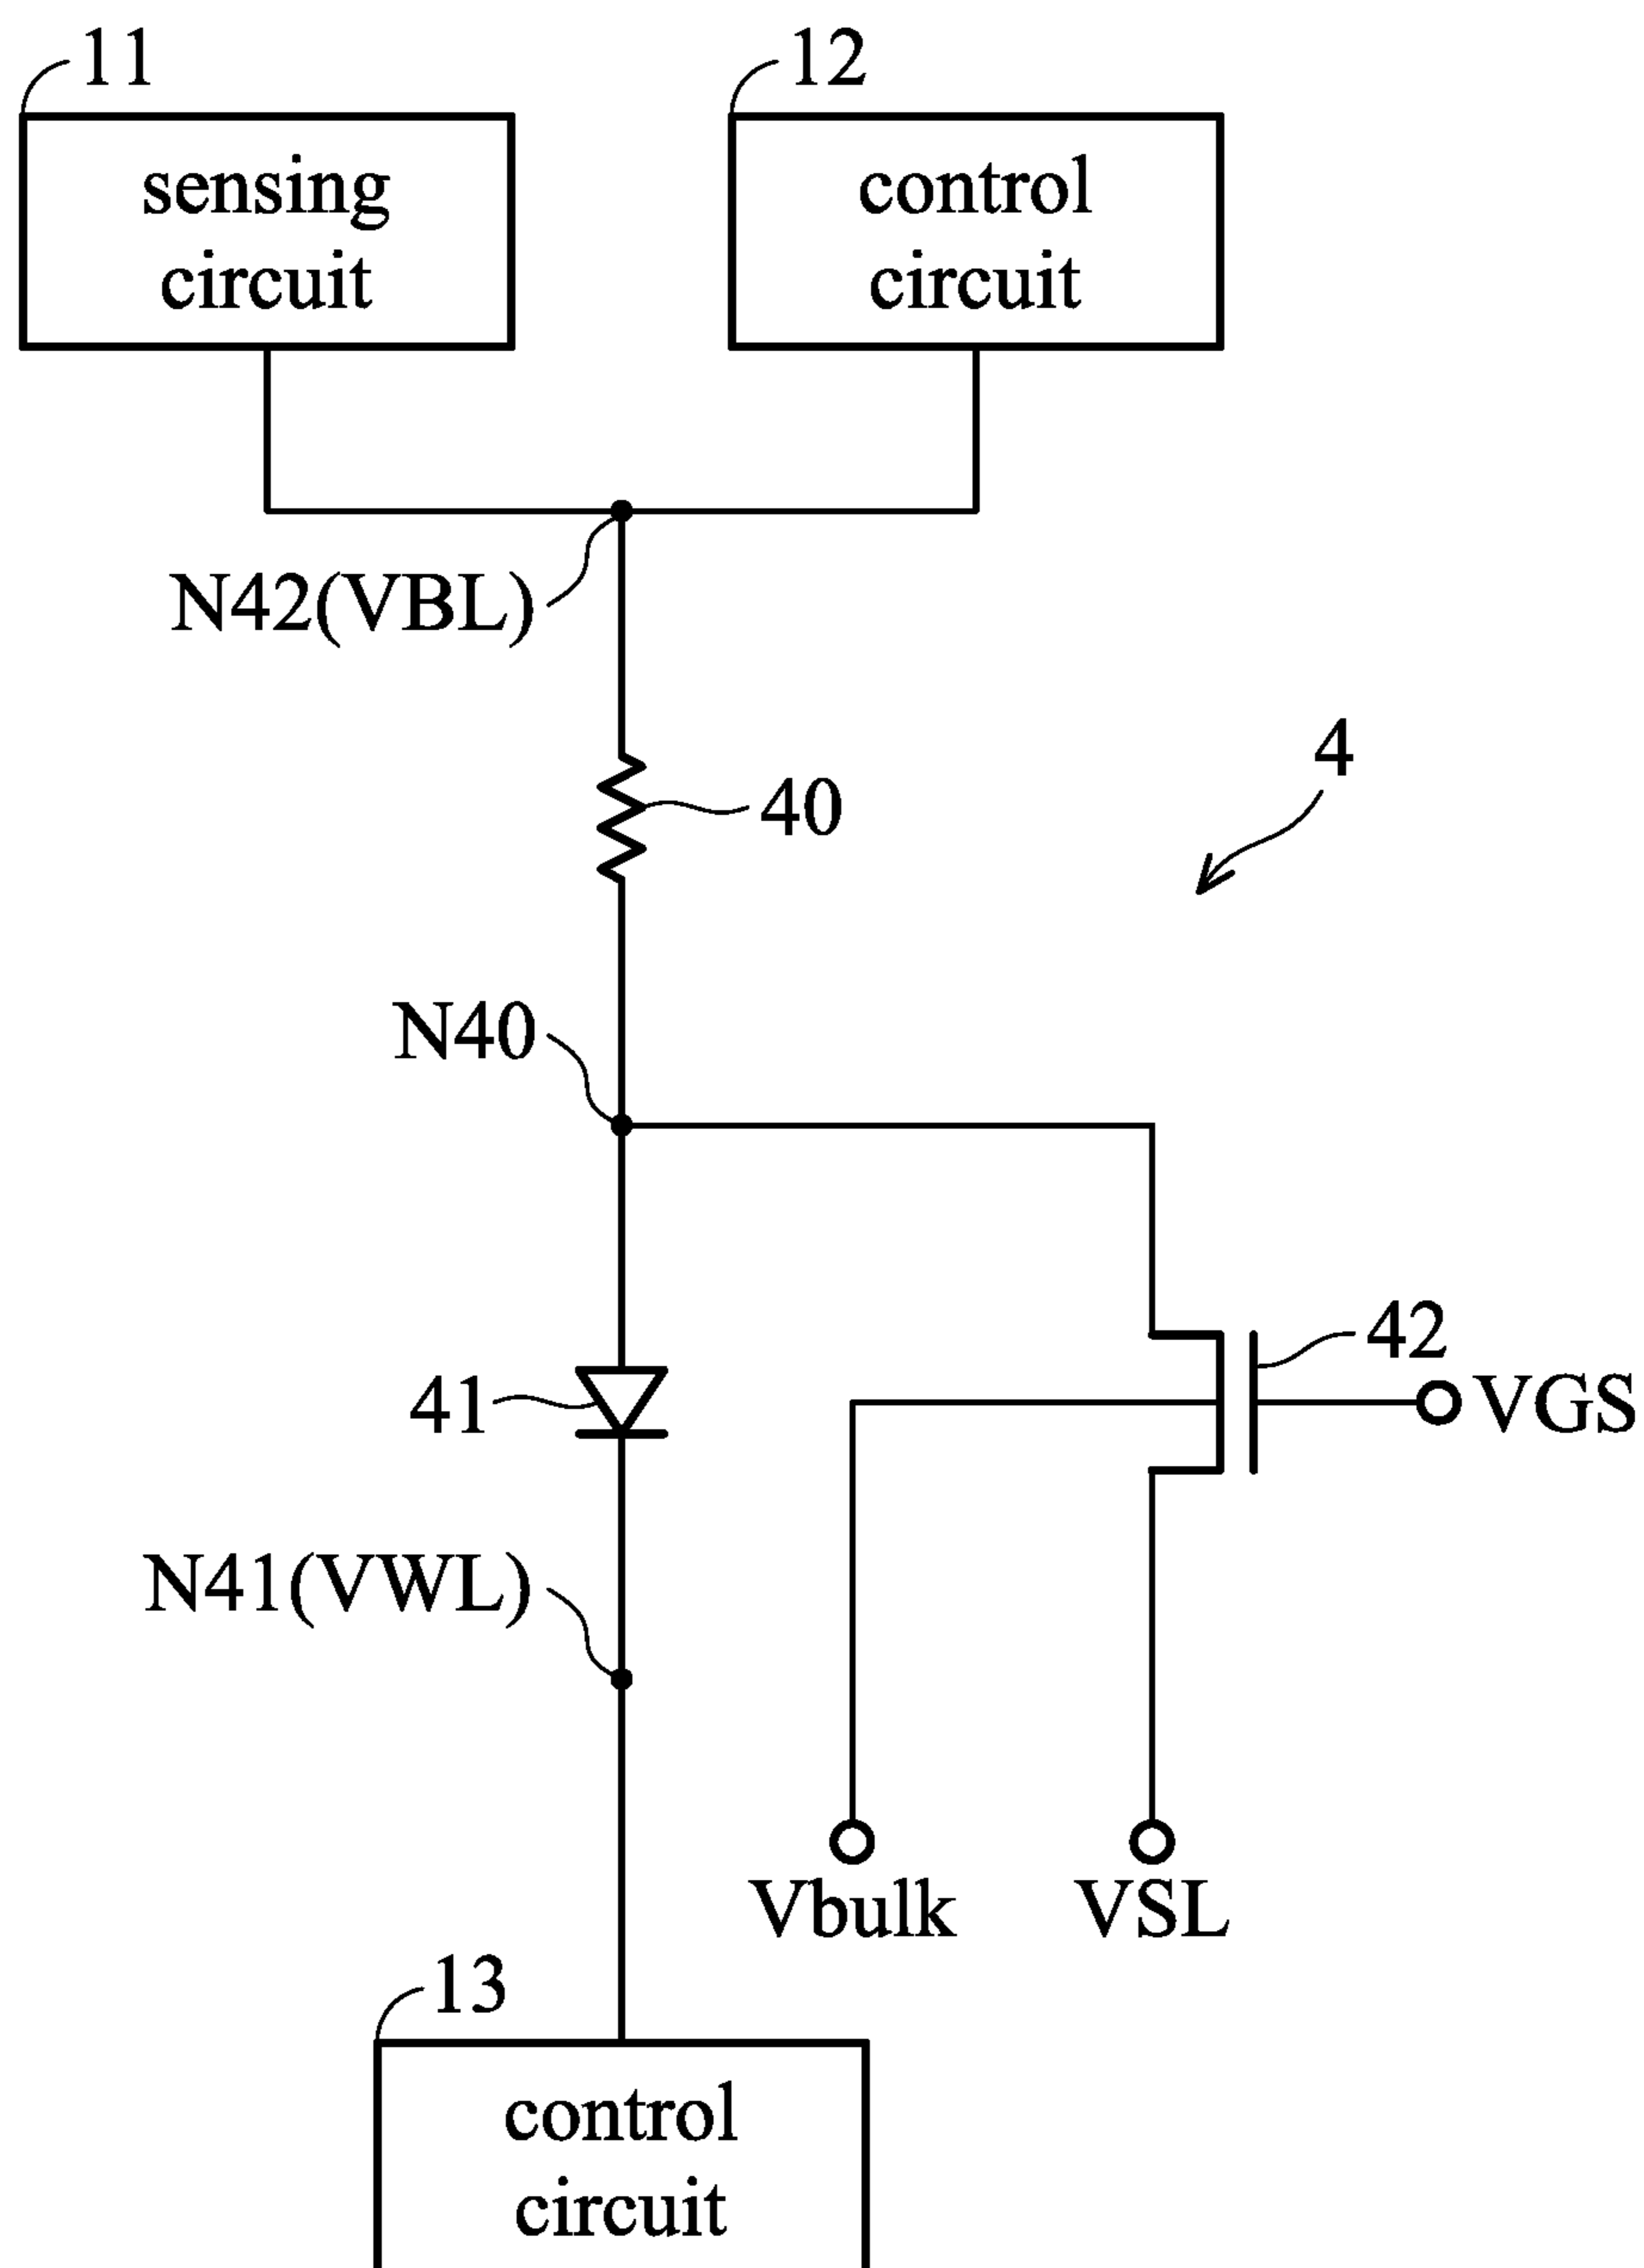 11
12
sensing
circuit
control
circuit
N42(VBL)
4
40
N40
42
41
VGS
N41(VWL)
Vbulk
VSL
13
control
circuit